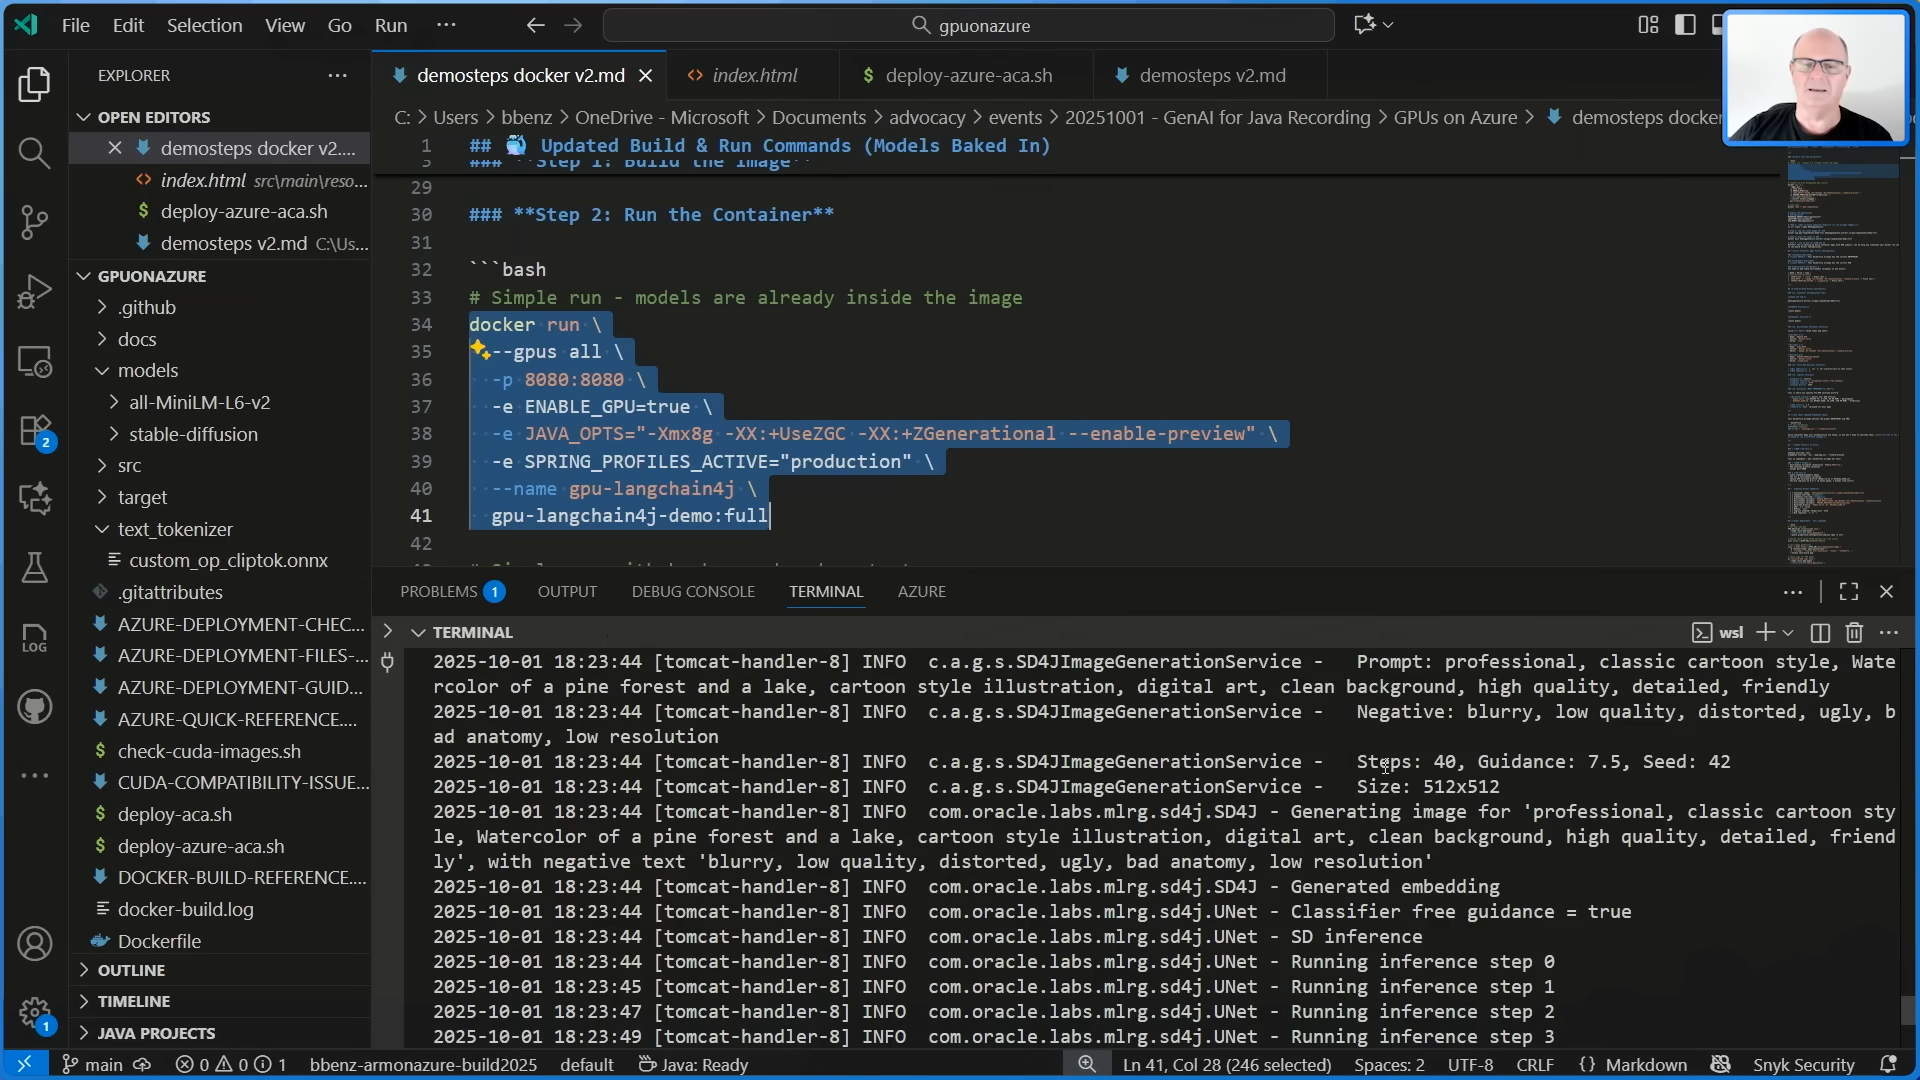 File Edit Selection View Go Run ···
gpuonazure
EXPLORER
OPEN EDITORS
demosteps docker v2....
index.html src\main\reso...
deploy-azure-aca.sh
demosteps v2.md C:\Us...
GPUONAZURE
.github
docs
models
all-MiniLM-L6-v2
stable-diffusion
src
target
text_tokenizer
custom_op_cliptok.onnx
.gitattributes
AZURE-DEPLOYMENT-CHEC...
AZURE-DEPLOYMENT-FILES-...
AZURE-DEPLOYMENT-GUID...
AZURE-QUICK-REFERENCE....
check-cuda-images.sh
CUDA-COMPATIBILITY-ISSUE...
deploy-aca.sh
deploy-azure-aca.sh
DOCKER-BUILD-REFERENCE....
docker-build.log
Dockerfile
OUTLINE
TIMELINE
JAVA PROJECTS
2
LOG
1
demosteps docker v2.md index.html deploy-azure-aca.sh demosteps v2.md
C: > Users > bbenz > OneDrive - Microsoft > Documents > advocacy > events > 20251001 - GenAI for Java Recording > GPUs on Azure > demosteps docker
1 ## 🐳 Updated Build & Run Commands (Models Baked In)
### **Step 1: Build the Image**
29
30 ### **Step 2: Run the Container**
31
32 ```bash
33 # Simple run - models are already inside the image
34 docker run \
35 --gpus all \
36 -p 8080:8080 \
37 -e ENABLE_GPU=true \
38 -e JAVA_OPTS="-Xmx8g -XX:+UseZGC -XX:+ZGenerational --enable-preview" \
39 -e SPRING_PROFILES_ACTIVE="production" \
40 --name gpu-langchain4j \
41 gpu-langchain4j-demo:full
42
PROBLEMS 1 OUTPUT DEBUG CONSOLE TERMINAL AZURE
TERMINAL
wsl
2025-10-01 18:23:44 [tomcat-handler-8] INFO c.a.g.s.SD4JImageGenerationService - Prompt: professional, classic cartoon style, Wate
rcolor of a pine forest and a lake, cartoon style illustration, digital art, clean background, high quality, detailed, friendly
2025-10-01 18:23:44 [tomcat-handler-8] INFO c.a.g.s.SD4JImageGenerationService - Negative: blurry, low quality, distorted, ugly, b
ad anatomy, low resolution
2025-10-01 18:23:44 [tomcat-handler-8] INFO c.a.g.s.SD4JImageGenerationService - Steps: 40, Guidance: 7.5, Seed: 42
2025-10-01 18:23:44 [tomcat-handler-8] INFO c.a.g.s.SD4JImageGenerationService - Size: 512x512
2025-10-01 18:23:44 [tomcat-handler-8] INFO com.oracle.labs.mlrg.sd4j.SD4J - Generating image for 'professional, classic cartoon sty
le, Watercolor of a pine forest and a lake, cartoon style illustration, digital art, clean background, high quality, detailed, friend
ly', with negative text 'blurry, low quality, distorted, ugly, bad anatomy, low resolution'
2025-10-01 18:23:44 [tomcat-handler-8] INFO com.oracle.labs.mlrg.sd4j.SD4J - Generated embedding
2025-10-01 18:23:44 [tomcat-handler-8] INFO com.oracle.labs.mlrg.sd4j.UNet - Classifier free guidance = true
2025-10-01 18:23:44 [tomcat-handler-8] INFO com.oracle.labs.mlrg.sd4j.UNet - SD inference
2025-10-01 18:23:44 [tomcat-handler-8] INFO com.oracle.labs.mlrg.sd4j.UNet - Running inference step 0
2025-10-01 18:23:45 [tomcat-handler-8] INFO com.oracle.labs.mlrg.sd4j.UNet - Running inference step 1
2025-10-01 18:23:47 [tomcat-handler-8] INFO com.oracle.labs.mlrg.sd4j.UNet - Running inference step 2
2025-10-01 18:23:49 [tomcat-handler-8] INFO com.oracle.labs.mlrg.sd4j.UNet - Running inference step 3
main 0 0 1 bbenz-armonazure-build2025 default Java: Ready Ln 41, Col 28 (246 selected) Spaces: 2 UTF-8 CRLF {} Markdown Snyk Security